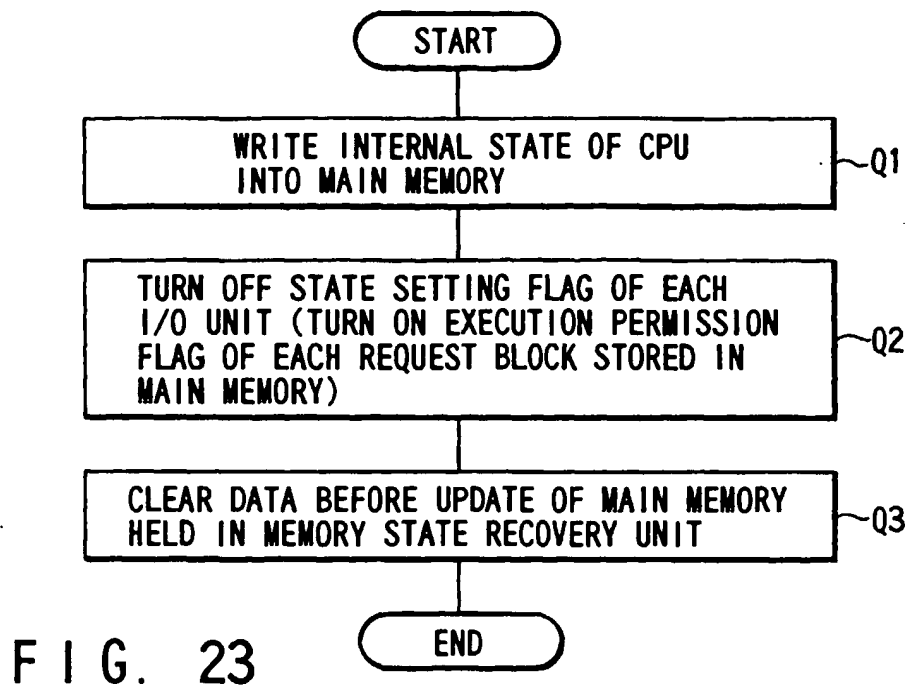 START
WRITE INTERNAL STATE OF CPU
INTO MAIN MEMORY
Q1
TURN OFF STATE SETTING FLAG OF EACH
I/O UNIT (TURN ON EXECUTION PERMISSION
FLAG OF EACH REQUEST BLOCK STORED IN
MAIN MEMORY)
Q2
CLEAR DATA BEFORE UPDATE OF MAIN MEMORY
HELD IN MEMORY STATE RECOVERY UNIT
Q3
END
FIG. 23